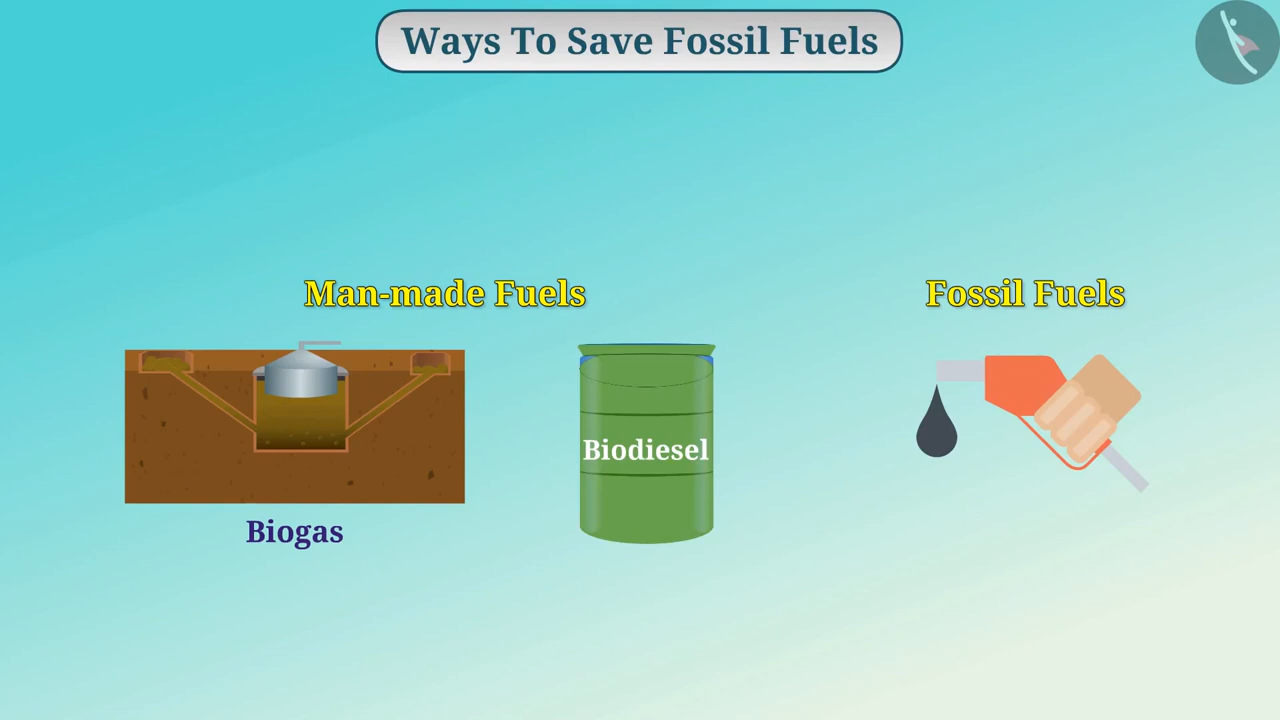 Ways To Save Fossil Fuels
Man-made Fuels
Fossil Fuels
Biodiesel
Biogas